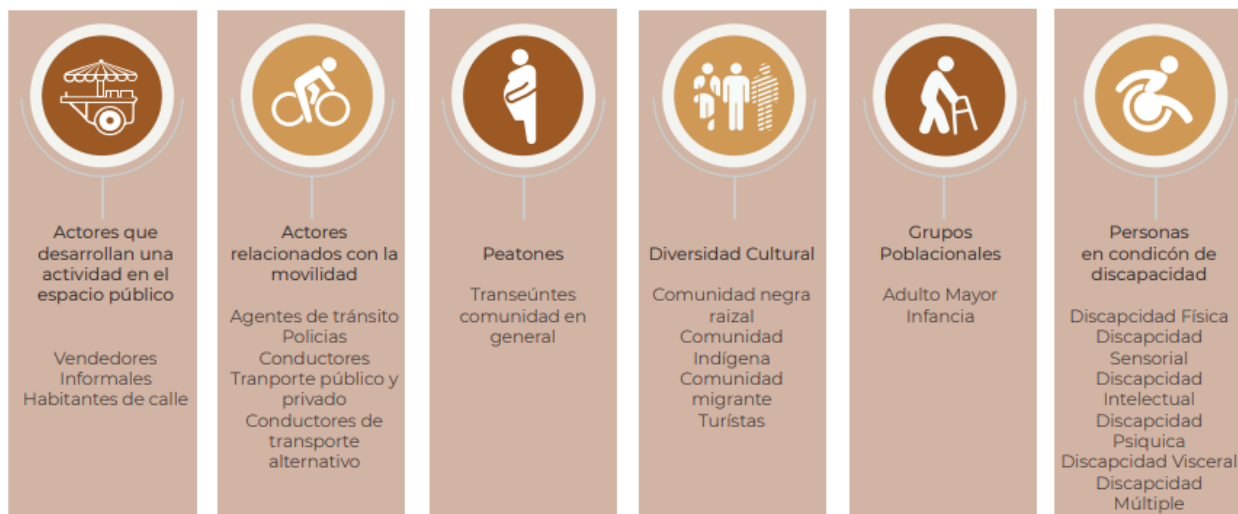 Actores que
desarrollan una
actividad en el
espacio público
Vendedores
Informales
Habitantes de calle
Actores
relacionados con la
movilidad
Agentes de tránsito
Policias
Conductores
Tranporte público y
privado
Conductores de
transporte
alternativo
Peatones
Transeúntes
comunidad en
general
Diversidad Cultural
Comunidad negra
raizal
Comunidad
Indígena
Comunidad
migrante
Turístas
Grupos
Poblacionales
Adulto Mayor
Infancia
Personas
en condicón de
discapacidad
Discapcidad Física
Discapcidad
Sensorial
Discapcidad
Intelectual
Discapcidad
Psiquica
Discapcidad Visceral
Discapcidad
Múltiple